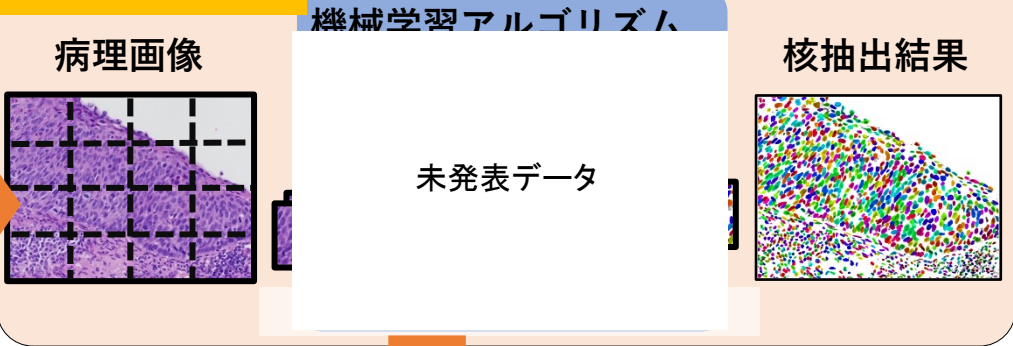 機械学習アルゴリズム
病理画像
核抽出結果
未発表データ